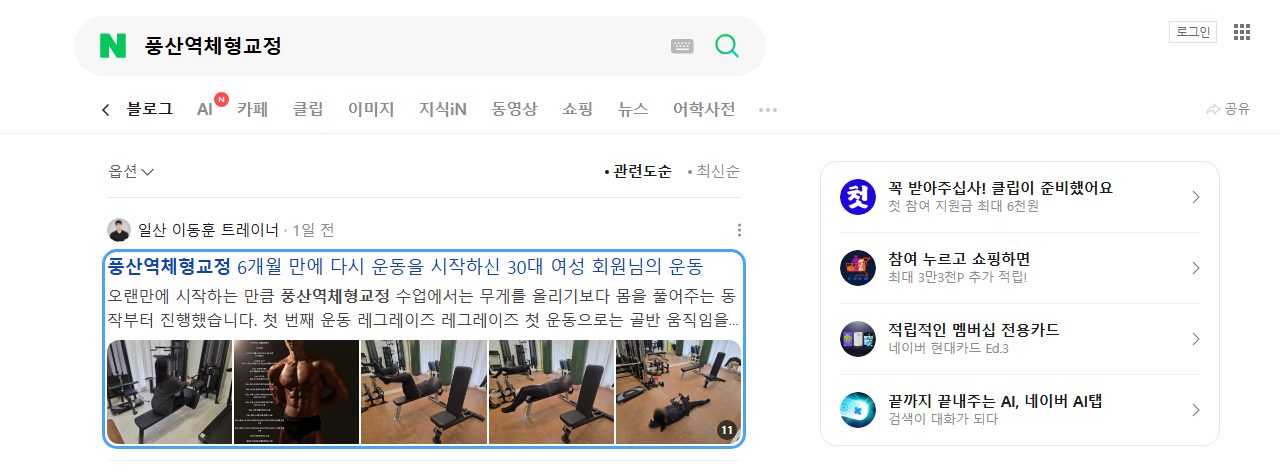 풍산역체형교정
로그인
블로그 AI N 카페 클립 이미지 지식iN 동영상 쇼핑 뉴스 어학사전
공유
옵션
• 관련도순 • 최신순
일산 이동훈 트레이너 · 1일 전
풍산역체형교정 6개월 만에 다시 운동을 시작하신 30대 여성 회원님의 운동
오랜만에 시작하는 만큼 풍산역체형교정 수업에서는 무게를 올리기보다 몸을 풀어주는 동
작부터 진행했습니다. 첫 번째 운동 레그레이즈 레그레이즈 첫 운동으로는 골반 움직임을...
11
첫
꼭 받아주십사! 클립이 준비했어요
첫 참여 지원금 최대 6천원
참여 누르고 쇼핑하면
최대 3만3천P 추가 적립!
적립적인 멤버십 전용카드
네이버 현대카드 Ed.3
끝까지 끝내주는 AI, 네이버 AI탭
검색이 대화가 되다